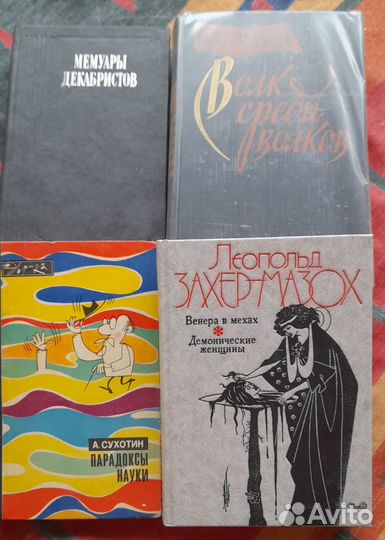 МЕМУАРЫ
ДЕКАБРИСТОВ
Волк
среди
волков
А. СУХОТИН
ПАРАДОКСЫ
НАУКИ
Леопольд
ЗАХЕР-МАЗОХ
Венера в мехах
Демонические
женщины
Avito